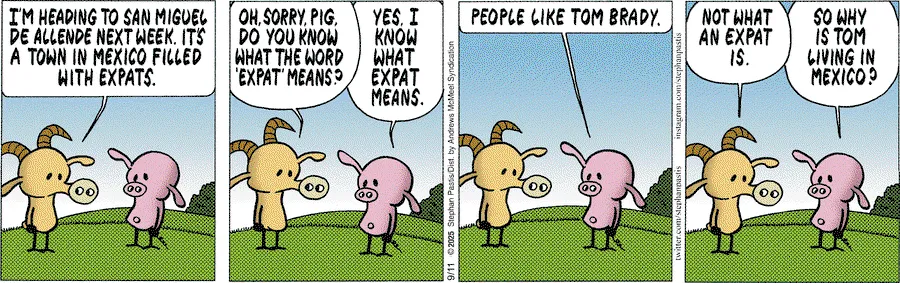 I'M HEADING TO SAN MIGUEL
DE ALLENDE NEXT WEEK. IT'S
A TOWN IN MEXICO FILLED
WITH EXPATS.
OH, SORRY, PIG.
DO YOU KNOW
WHAT THE WORD
'EXPAT' MEANS?
YES, I
KNOW
WHAT
EXPAT
MEANS.
9/11 © 2025 Stephan Pastis/Dist. by Andrews McMeel Syndication
PEOPLE LIKE TOM BRADY.
twitter.com/stephanpastis instagram.com/stephanpastis
NOT WHAT
AN EXPAT
IS.
SO WHY
IS TOM
LIVING IN
MEXICO?